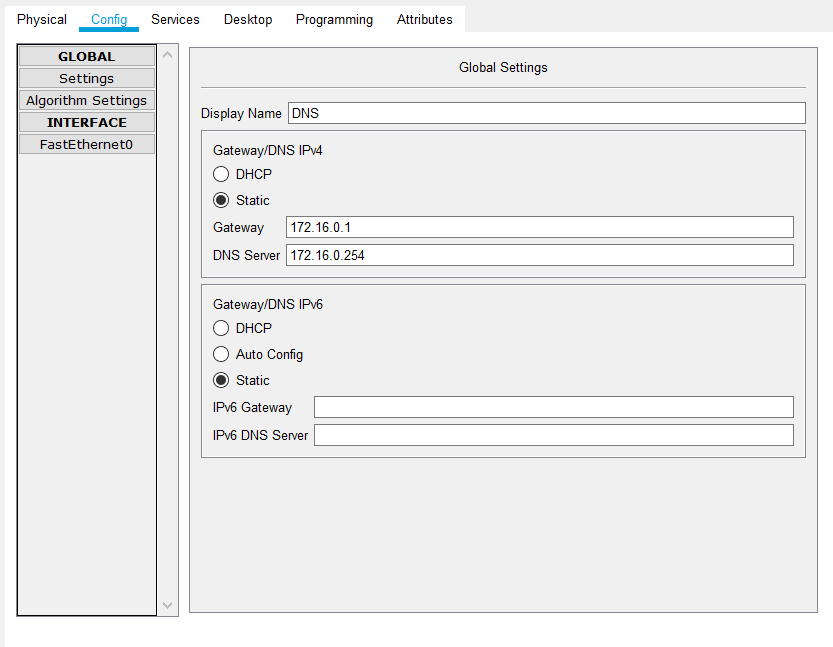 Physical Config Services Desktop Programming Attributes
GLOBAL
Settings
Algorithm Settings
INTERFACE
FastEthernet0
Global Settings
Display Name DNS
Gateway/DNS IPv4
DHCP
Static
Gateway 172.16.0.1
DNS Server 172.16.0.254
Gateway/DNS IPv6
DHCP
Auto Config
Static
IPv6 Gateway
IPv6 DNS Server